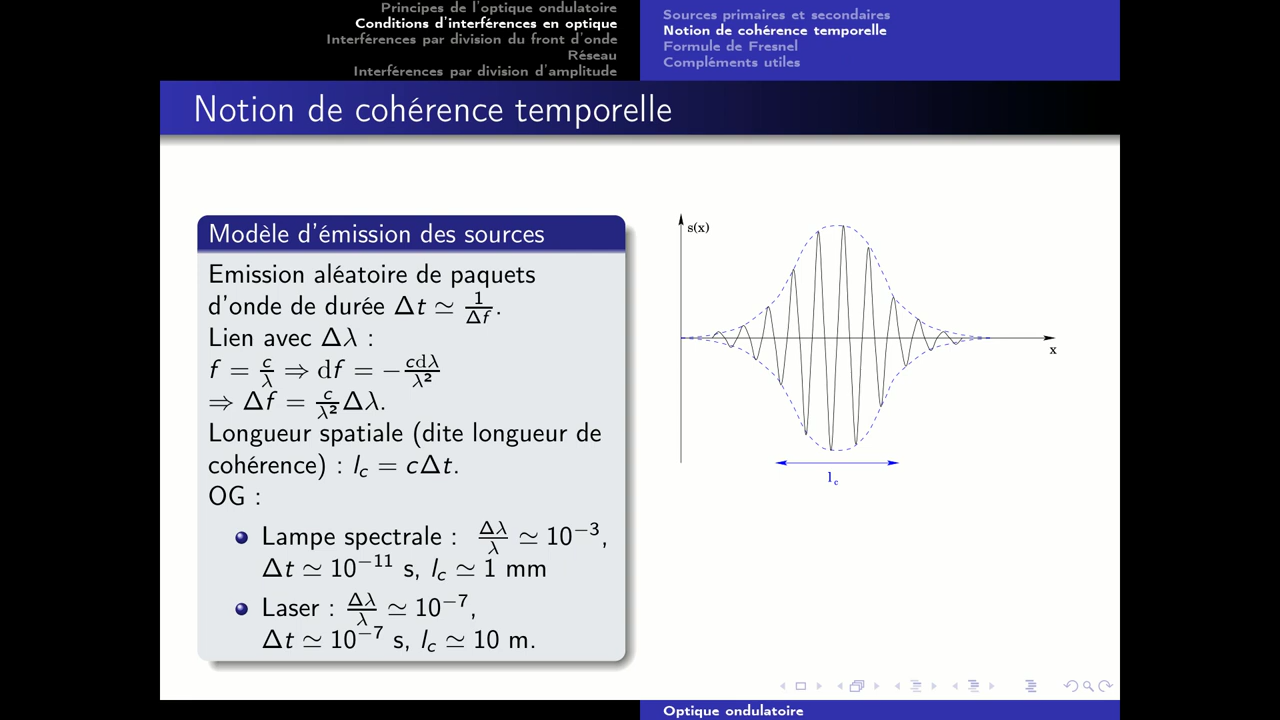 Principes de l'optique ondulatoire
Conditions d'interférences en optique
Interférences par division du front d'onde
Réseau
Interférences par division d'amplitude
Sources primaires et secondaires
Notion de cohérence temporelle
Formule de Fresnel
Compléments utiles
Notion de cohérence temporelle
Modèle d'émission des sources
Emission aléatoire de paquets
d'onde de durée Δt ≃ 1/Δf.
Lien avec Δλ :
f = c/λ ⇒ df = −cdλ/λ²
⇒ Δf = c/λ² Δλ.
Longueur spatiale (dite longueur de
cohérence) : l_c = cΔt.
OG :
Lampe spectrale : Δλ/λ ≃ 10⁻³,
Δt ≃ 10⁻¹¹ s, l_c ≃ 1 mm
Laser : Δλ/λ ≃ 10⁻⁷,
Δt ≃ 10⁻⁷ s, l_c ≃ 10 m.
s(x)
x
l_c
Optique ondulatoire